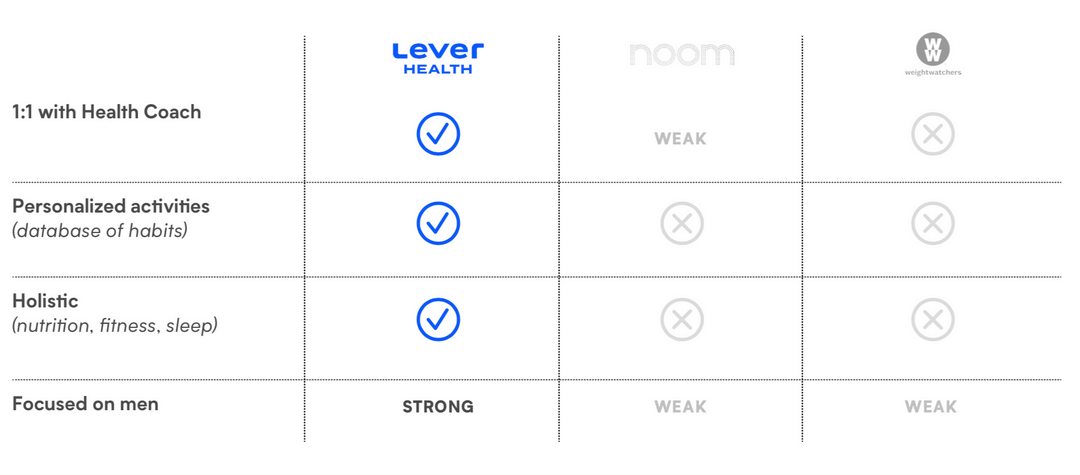 Lever
HEALTH
noom
W
W
weightwatchers
1:1 with Health Coach
WEAK
Personalized activities
(database of habits)
Holistic
(nutrition, fitness, sleep)
Focused on men
STRONG
WEAK
WEAK